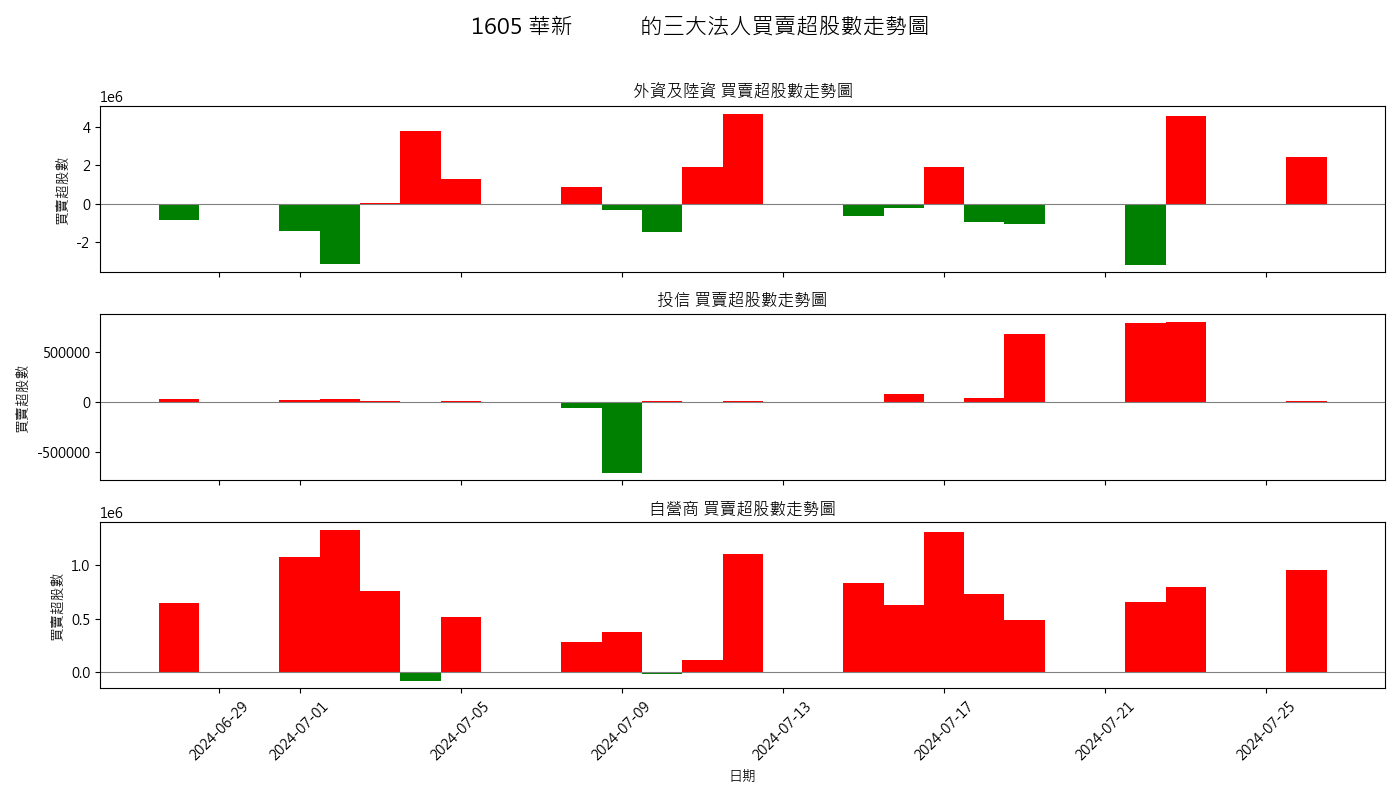 1605 華新 的三大法人買賣超股數走勢圖
外資及陸資 買賣超股數走勢圖
1e6
4
2
0
-2
買賣超股數
投信 買賣超股數走勢圖
500000
0
-500000
買賣超股數
自營商 買賣超股數走勢圖
1e6
1.0
0.5
0.0
買賣超股數
2024-06-29
2024-07-01
2024-07-05
2024-07-09
2024-07-13
2024-07-17
2024-07-21
2024-07-25
日期